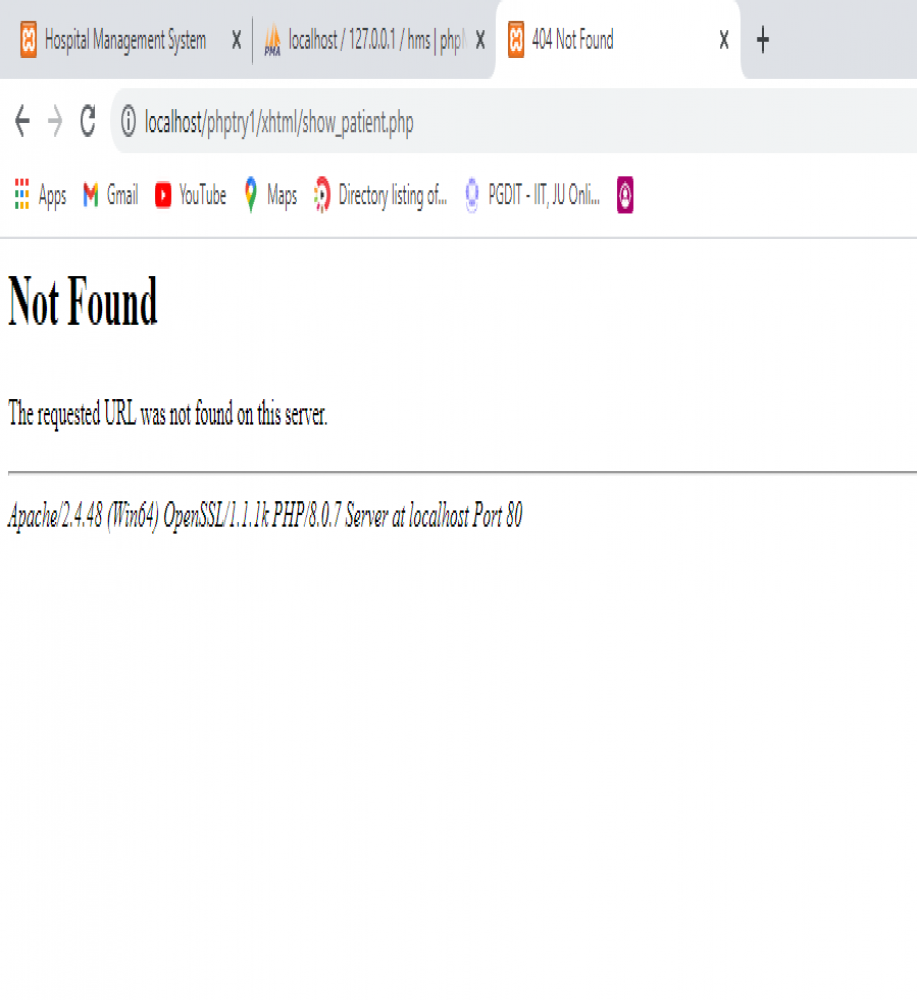 Hospital Management System
localhost / 127.0.0.1 / hms | php
404 Not Found
localhost/phptry1/xhtml/show_patient.php
Apps Gmail YouTube Maps Directory listing of... PGDIT - IIT, JU Onli...
Not Found
The requested URL was not found on this server.
Apache/2.4.48 (Win64) OpenSSL/1.1.1k PHP/8.0.7 Server at localhost Port 80